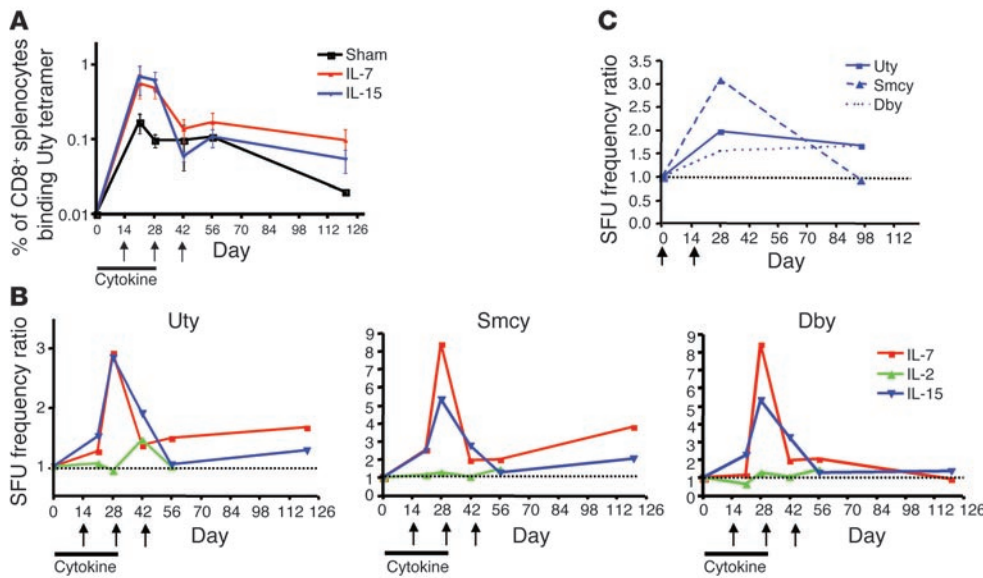 A
% of CD8+ splenocytes
binding Uty tetramer
1
0.1
0.01
Sham
IL-7
IL-15
0 14 28 42 56 70 84 98 112 126
Day
Cytokine
C
SFU frequency ratio
3.5
3.0
2.5
2.0
1.5
1.0
0.5
0.0
Uty
Smcy
Dby
0 14 28 42 56 70 84 98 112
Day
B
Uty
SFU frequency ratio
3
2
1
0 14 28 42 56 70 84 98 112 126
Day
Cytokine
Smcy
9
8
7
6
5
4
3
2
1
0
0 14 28 42 56 70 84 98 112 126
Day
Cytokine
Dby
9
8
7
6
5
4
3
2
1
0
IL-7
IL-2
IL-15
0 14 28 42 56 70 84 98 112 126
Day
Cytokine